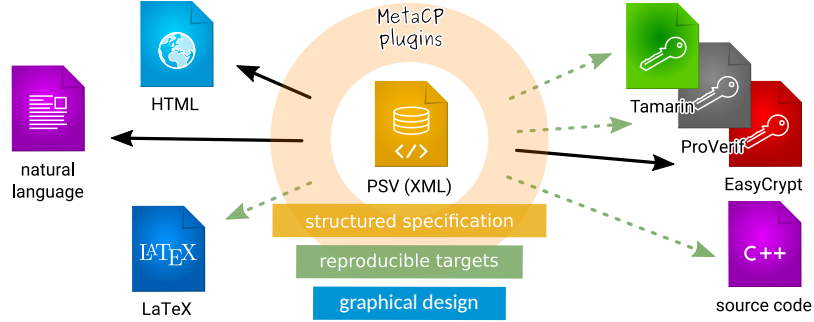 MetaCP
plugins
HTML
natural
language
LATEX
LaTeX
PSV (XML)
</>
structured specification
reproducible targets
graphical design
Tamarin
ProVerif
EasyCrypt
C++
source code